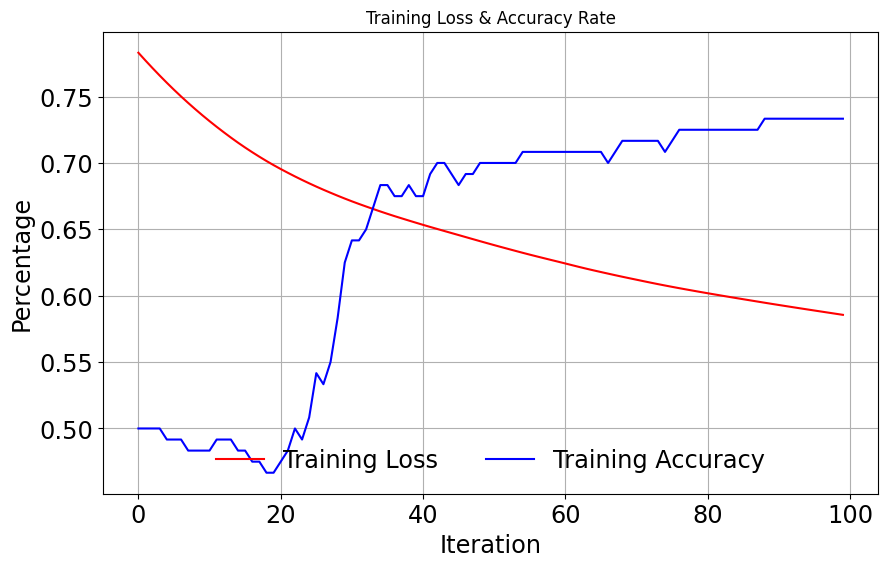 Training Loss & Accuracy Rate
0.75
0.70
0.65
0.60
0.55
0.50
Percentage
Training Loss
Training Accuracy
0 20 40 60 80 100
Iteration